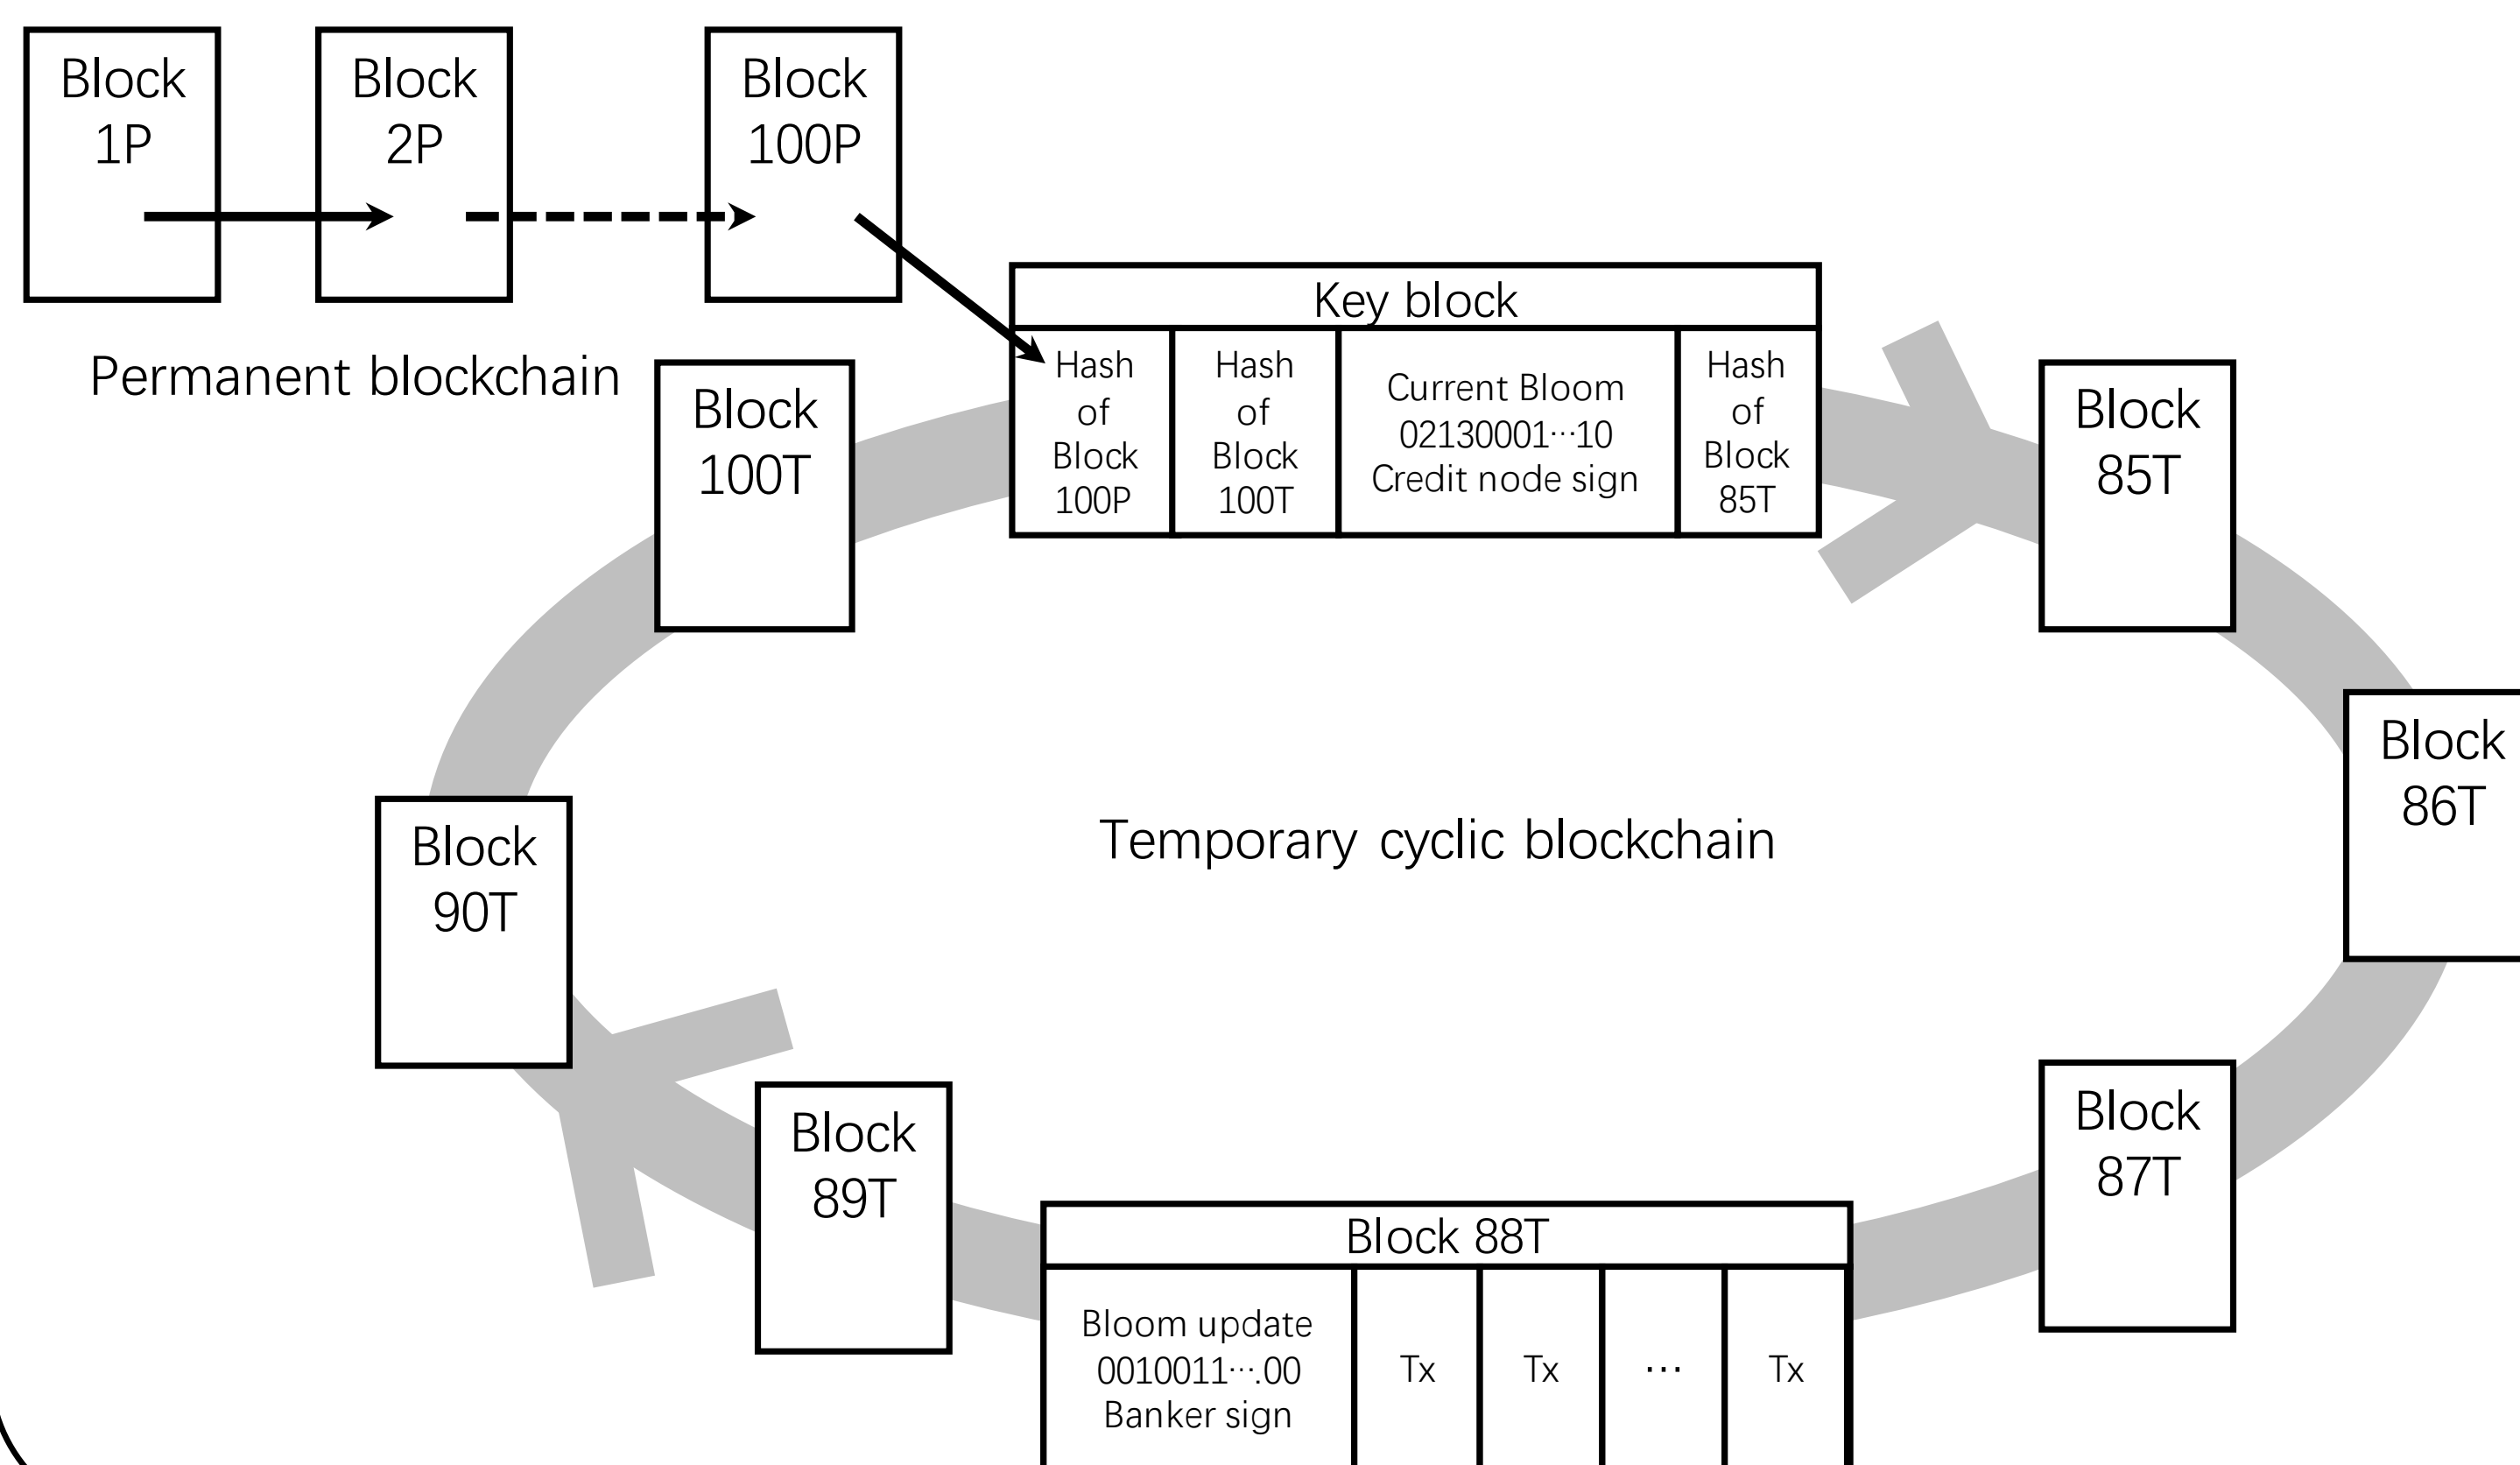 Block
1P
Block
2P
Block
100P
Permanent blockchain
Key block
Hash
of
Block
100P
Hash
of
Block
100T
Current Bloom
02130001···10
Credit node sign
Hash
of
Block
85T
Block
100T
Block
85T
Block
86T
Temporary cyclic blockchain
Block
90T
Block
87T
Block
89T
Block 88T
Bloom update
0010011···.00
Banker sign
Tx
Tx
···
Tx